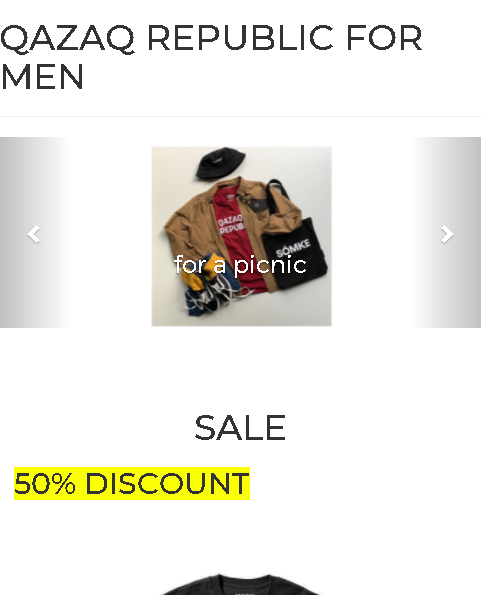 QAZAQ REPUBLIC FOR
MEN
QAZAQ
REPUBL
SÖMKE
for a picnic
SALE
50% DISCOUNT